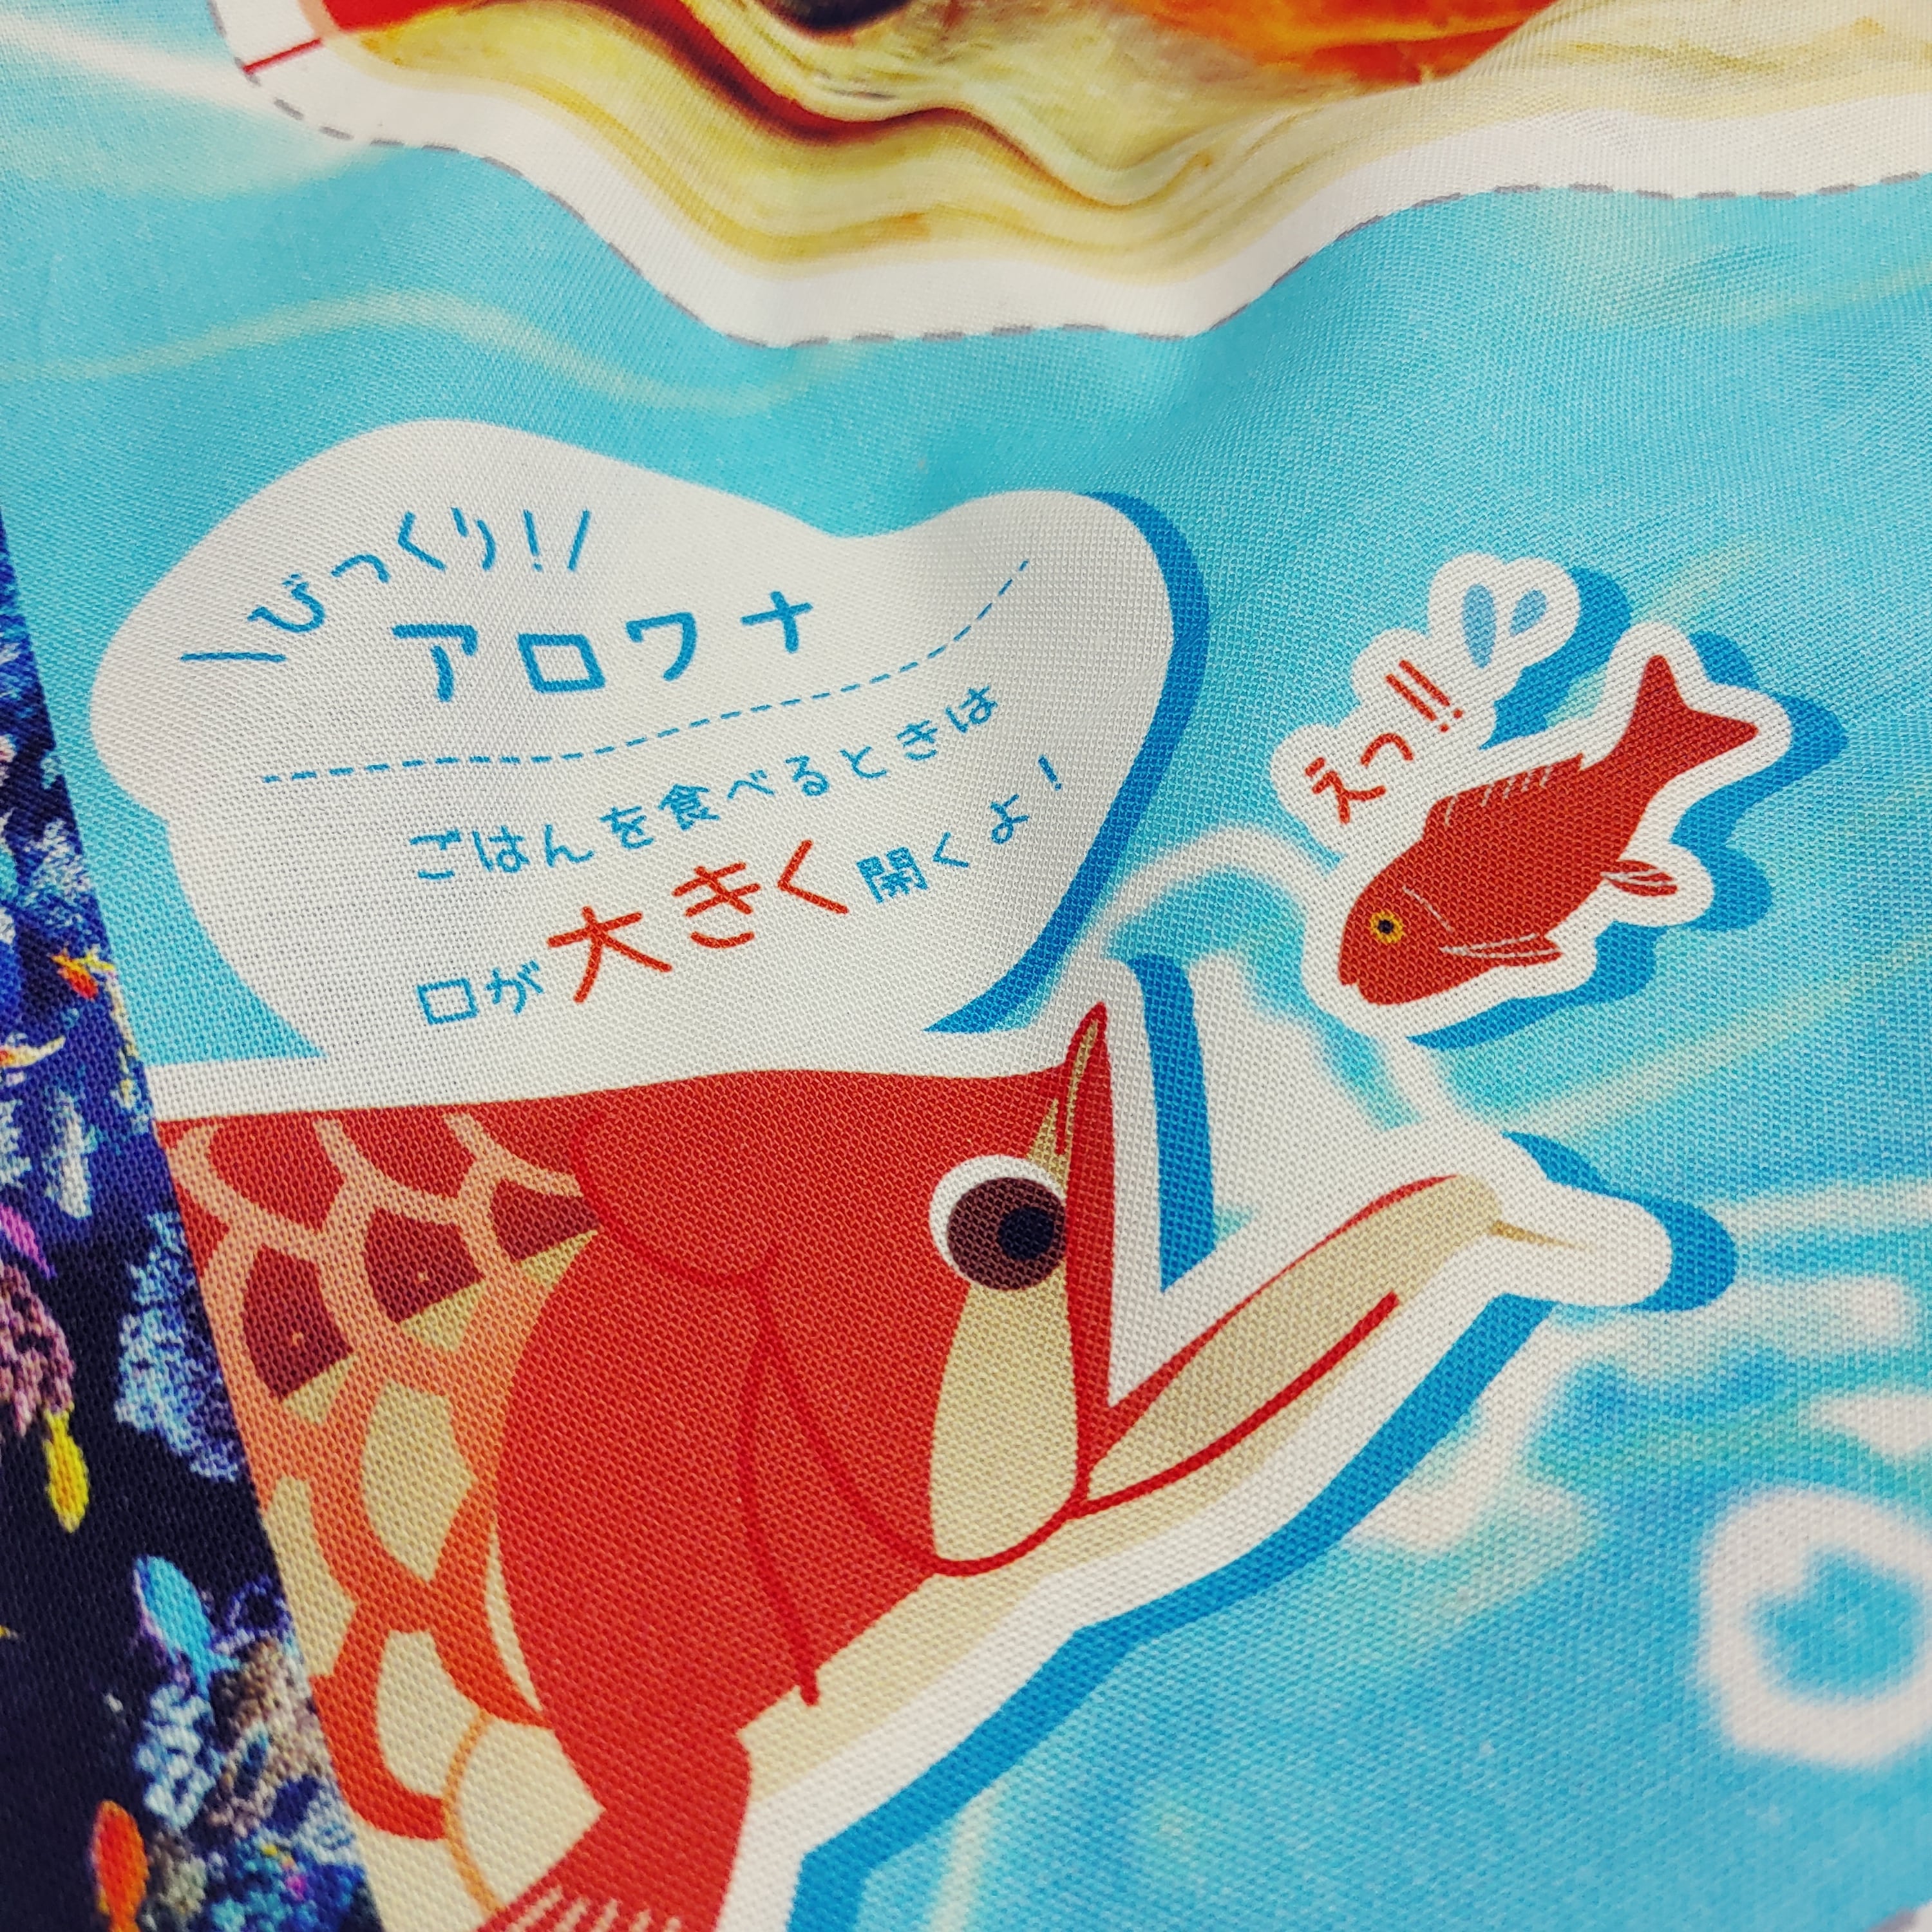 びっくり!
アロワナ
ごはんを食べるときは
口が大きく開くよ!
えっ!!